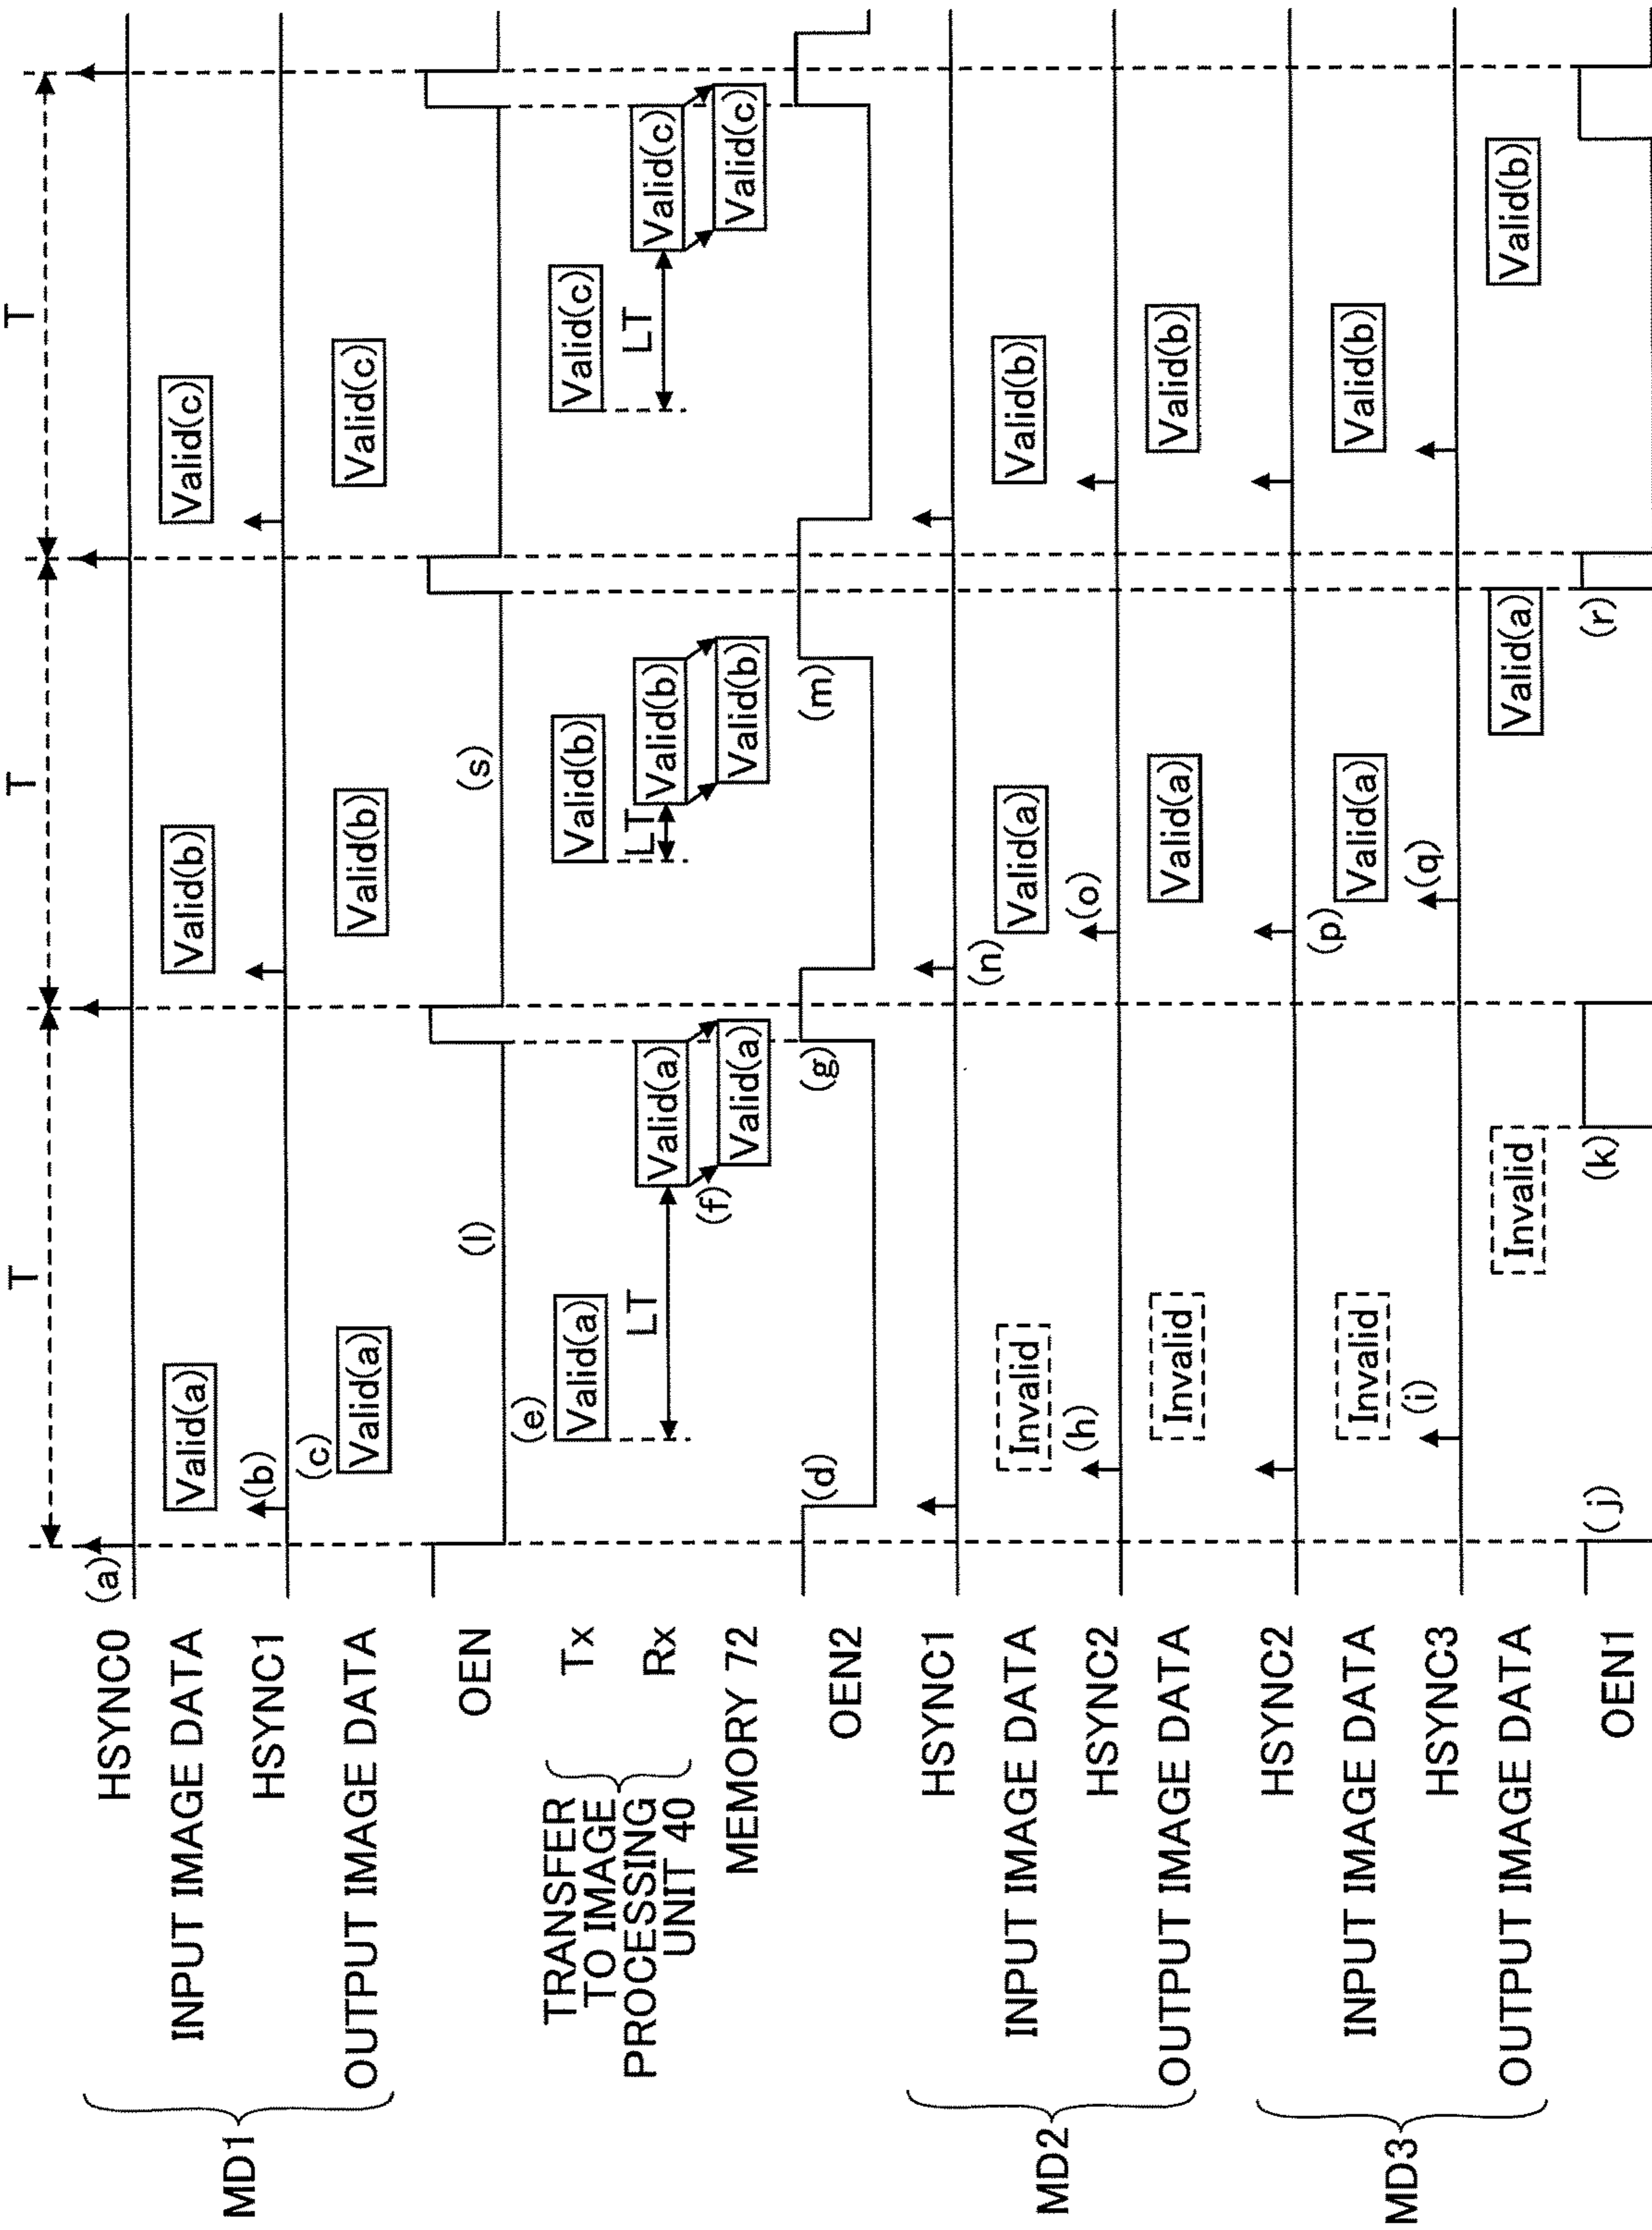 T
T
T
HSYNC0
(a)
INPUT IMAGE DATA
Valid(a)
Valid(b)
Valid(c)
HSYNC1
(b)
MD1
OUTPUT IMAGE DATA
(c)
Valid(a)
Valid(b)
Valid(c)
OEN
(l)
(s)
TRANSFER
TO IMAGE
PROCESSING
UNIT 40
Tx
(e)
Valid(a)
Valid(b)
Valid(c)
LT
LT
LT
Rx
Valid(a)
Valid(b)
Valid(c)
MEMORY 72
(f)
Valid(a)
Valid(b)
Valid(c)
OEN2
(d)
(g)
(m)
HSYNC1
(n)
INPUT IMAGE DATA
Invalid
Valid(a)
Valid(b)
MD2
HSYNC2
(h)
(o)
OUTPUT IMAGE DATA
Invalid
Valid(a)
Valid(b)
HSYNC2
(p)
INPUT IMAGE DATA
Invalid
Valid(a)
Valid(b)
MD3
HSYNC3
(i)
(q)
OUTPUT IMAGE DATA
Invalid
Valid(a)
Valid(b)
OEN1
(j)
(k)
(r)